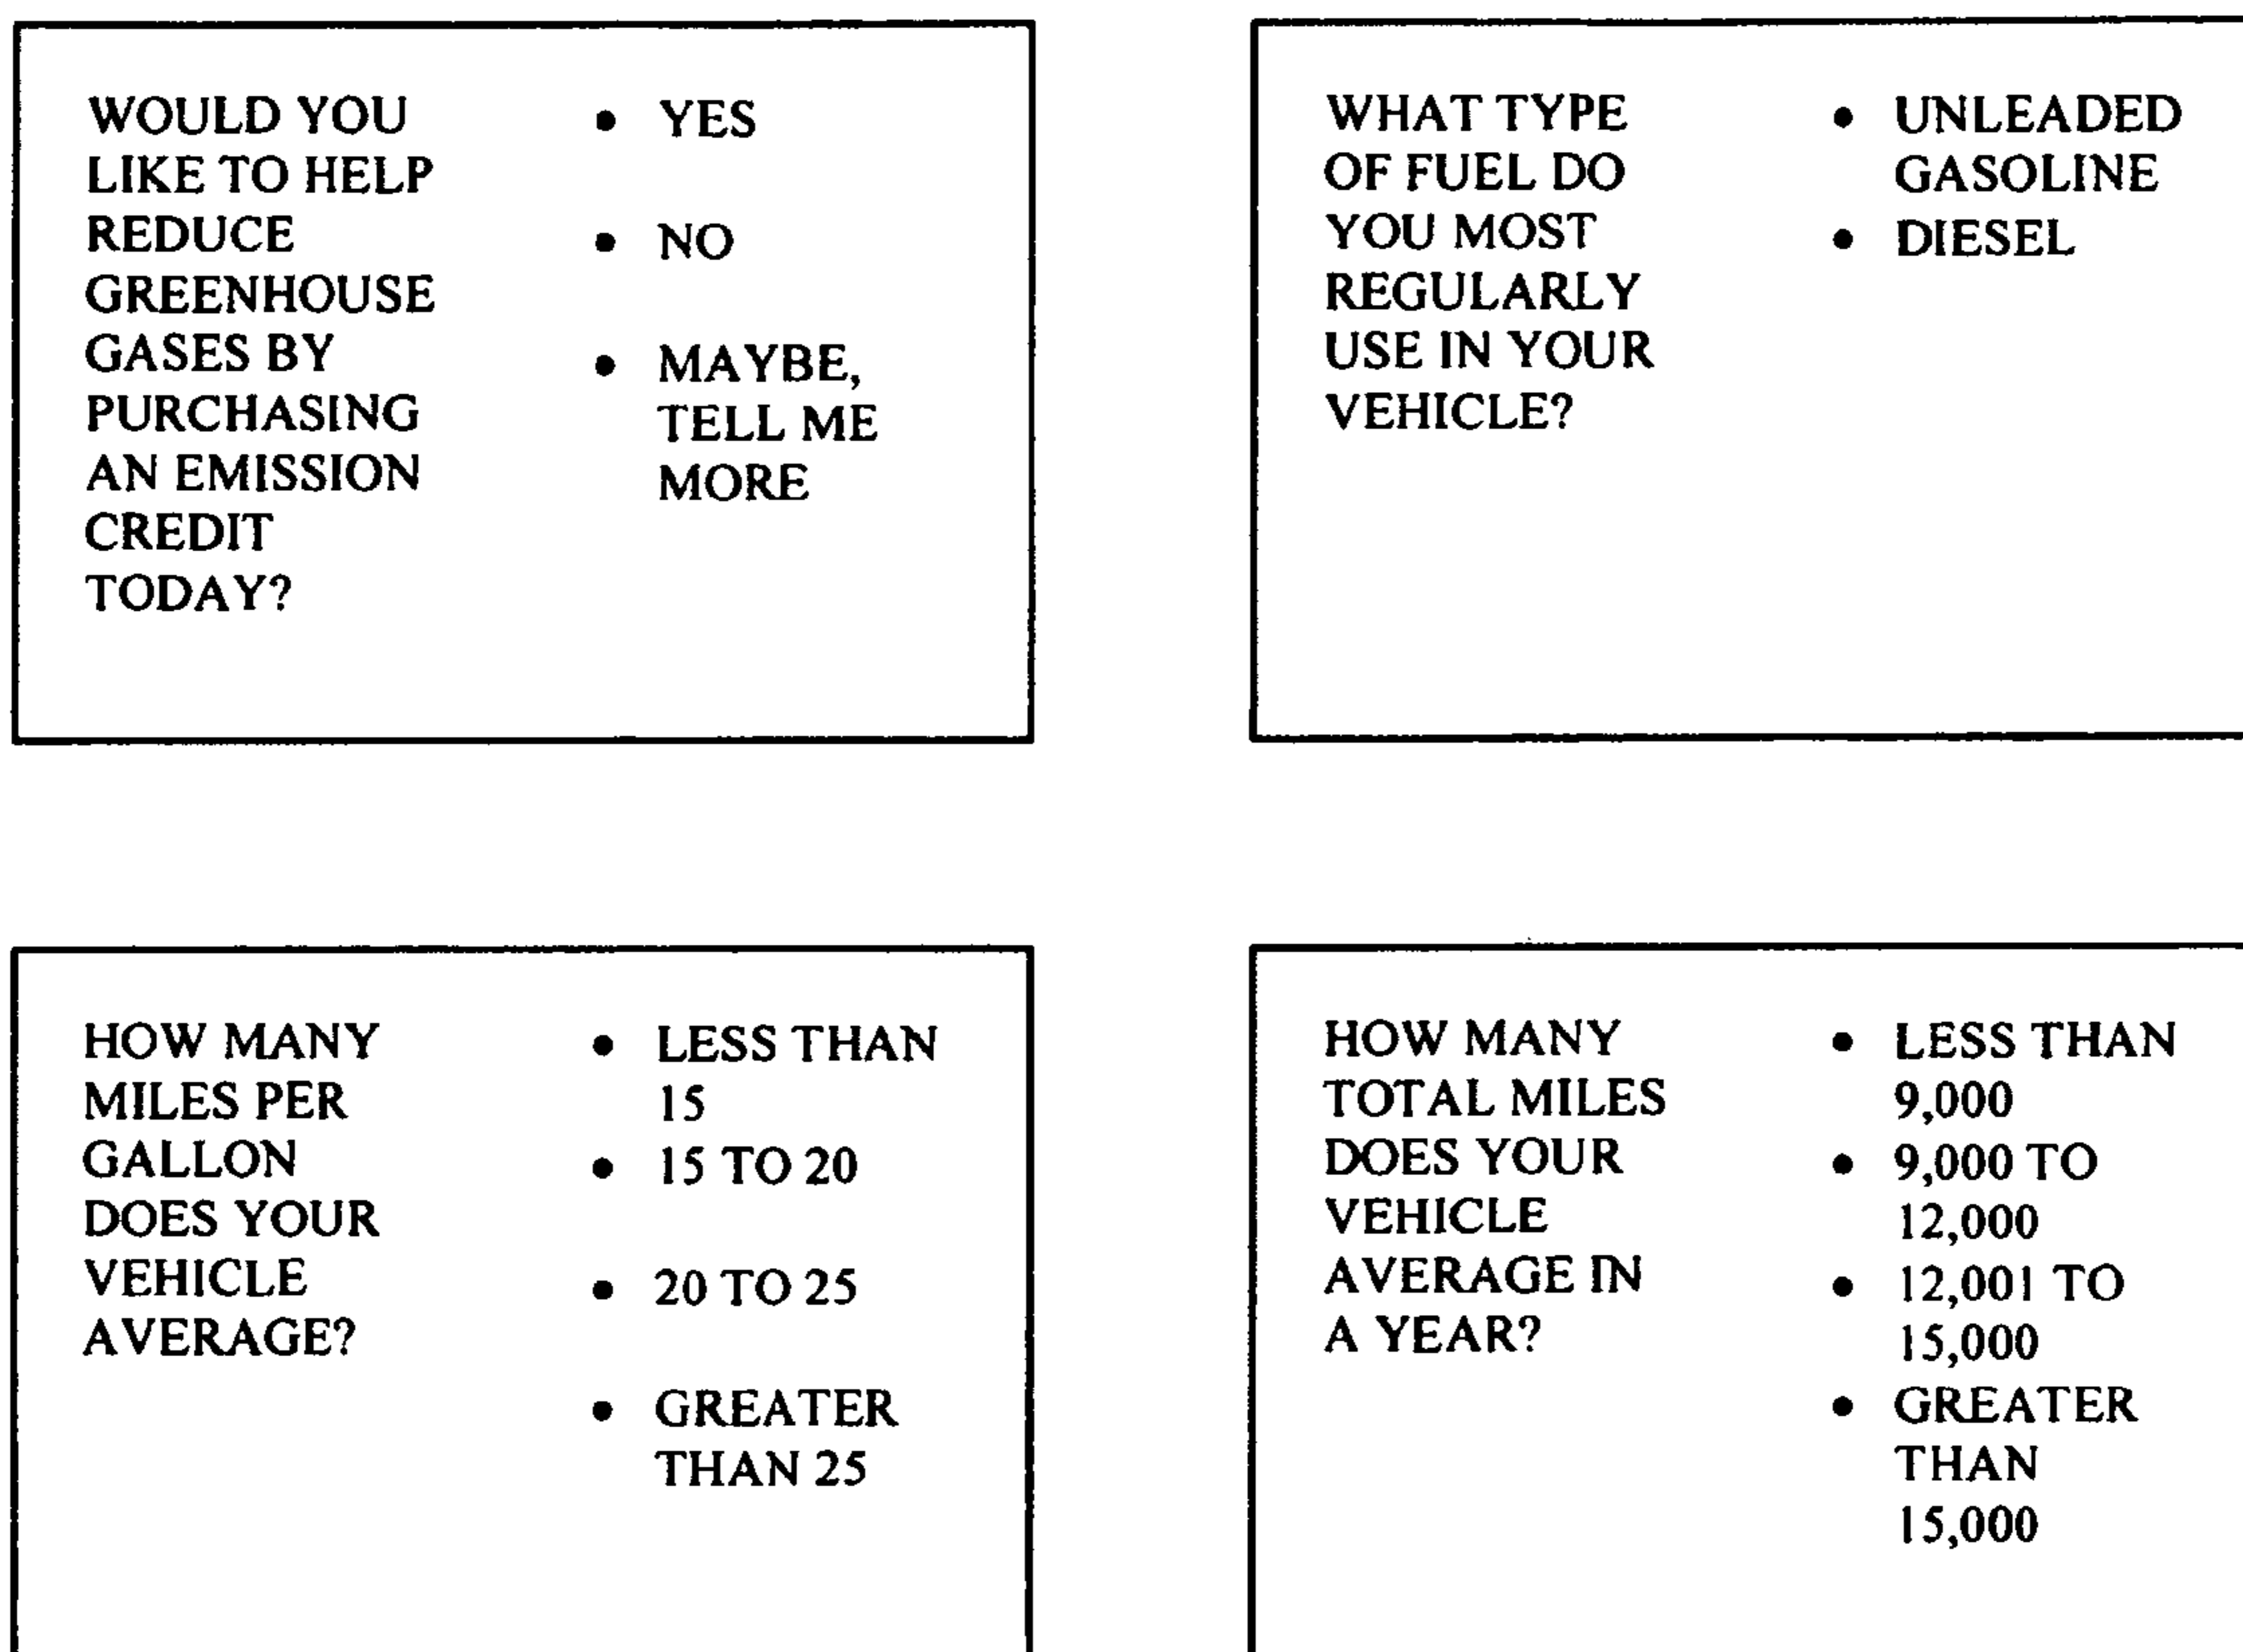 WOULD YOU
LIKE TO HELP
REDUCE
GREENHOUSE
GASES BY
PURCHASING
AN EMISSION
CREDIT
TODAY?
• YES
• NO
• MAYBE,
TELL ME
MORE
WHAT TYPE
OF FUEL DO
YOU MOST
REGULARLY
USE IN YOUR
VEHICLE?
• UNLEADED
GASOLINE
• DIESEL
HOW MANY
MILES PER
GALLON
DOES YOUR
VEHICLE
AVERAGE?
• LESS THAN
15
• 15 TO 20
• 20 TO 25
• GREATER
THAN 25
HOW MANY
TOTAL MILES
DOES YOUR
VEHICLE
AVERAGE IN
A YEAR?
• LESS THAN
9,000
• 9,000 TO
12,000
• 12,001 TO
15,000
• GREATER
THAN
15,000